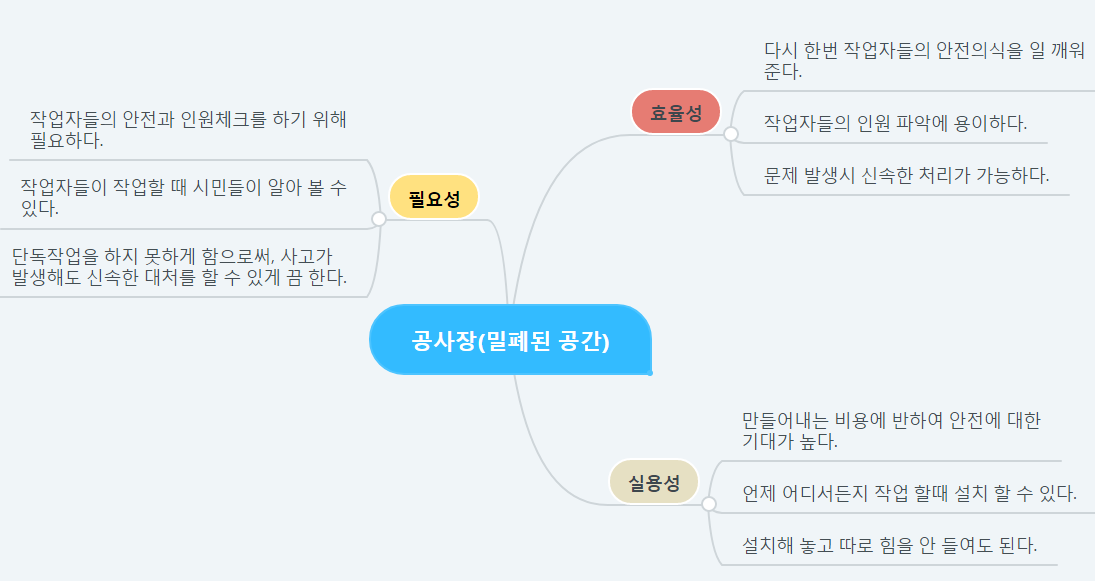 공사장(밀폐된 공간)
필요성
작업자들의 안전과 인원체크를 하기 위해
필요하다.
작업자들이 작업할 때 시민들이 알아 볼 수
있다.
단독작업을 하지 못하게 함으로써, 사고가
발생해도 신속한 대처를 할 수 있게 끔 한다.
효율성
다시 한번 작업자들의 안전의식을 일 깨워
준다.
작업자들의 인원 파악에 용이하다.
문제 발생시 신속한 처리가 가능하다.
실용성
만들어내는 비용에 반하여 안전에 대한
기대가 높다.
언제 어디서든지 작업 할때 설치 할 수 있다.
설치해 놓고 따로 힘을 안 들여도 된다.